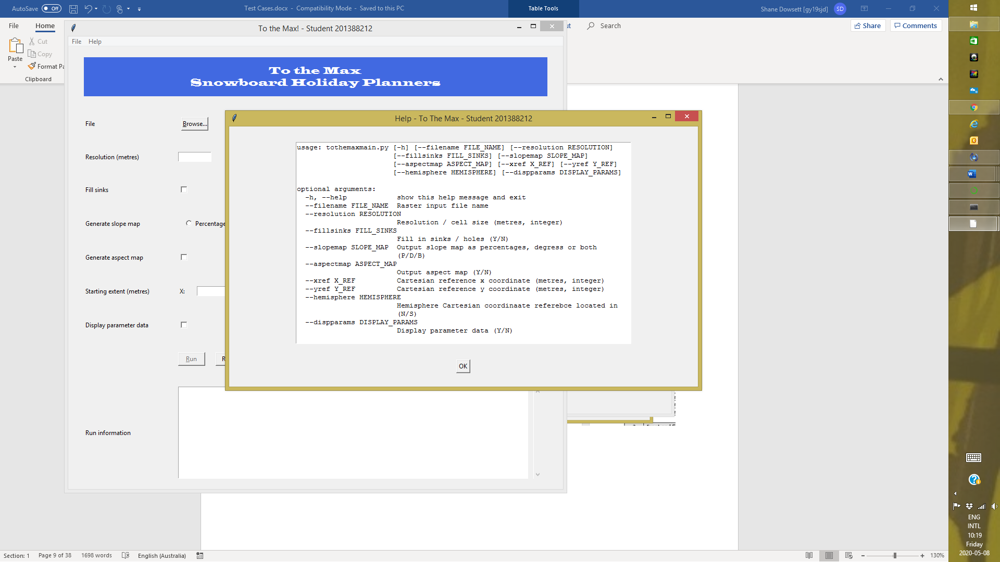 AutoSave Off
Test Cases.docx - Compatibility Mode - Saved to this PC
Table Tools
Shane Dowsett [gy19sjd] SD
File Home
Search
Share Comments
Paste
Cut
Copy
Format Pa
Clipboard
To the Max! - Student 201388212
File Help
To the Max
Snowboard Holiday Planners
File Browse...
Resolution (metres)
Fill sinks
Generate slope map Percentage
Generate aspect map
Starting extent (metres) X:
Display parameter data
Run R
Run information
Help - To The Max - Student 201388212
usage: tothemaxmain.py [-h] [--filename FILE_NAME] [--resolution RESOLUTION]
[--fillsinks FILL_SINKS] [--slopemap SLOPE_MAP]
[--aspectmap ASPECT_MAP] [--xref X_REF] [--yref Y_REF]
[--hemisphere HEMISPHERE] [--dispparams DISPLAY_PARAMS]
optional arguments:
-h, --help show this help message and exit
--filename FILE_NAME Raster input file name
--resolution RESOLUTION
Resolution / cell size (metres, integer)
--fillsinks FILL_SINKS
Fill in sinks / holes (Y/N)
--slopemap SLOPE_MAP Output slope map as percentages, degress or both
(P/D/B)
--aspectmap ASPECT_MAP
Output aspect map (Y/N)
--xref X_REF Cartesian reference x coordinate (metres, integer)
--yref Y_REF Cartesian reference y coordinate (metres, integer)
--hemisphere HEMISPHERE
Hemisphere Cartesian coordinaate referebce located in
(N/S)
--dispparams DISPLAY_PARAMS
Display parameter data (Y/N)
OK
Section: 1 Page 9 of 38 1698 words English (Australia)
130%
ENG
INTL
10:19
Friday
2020-05-08